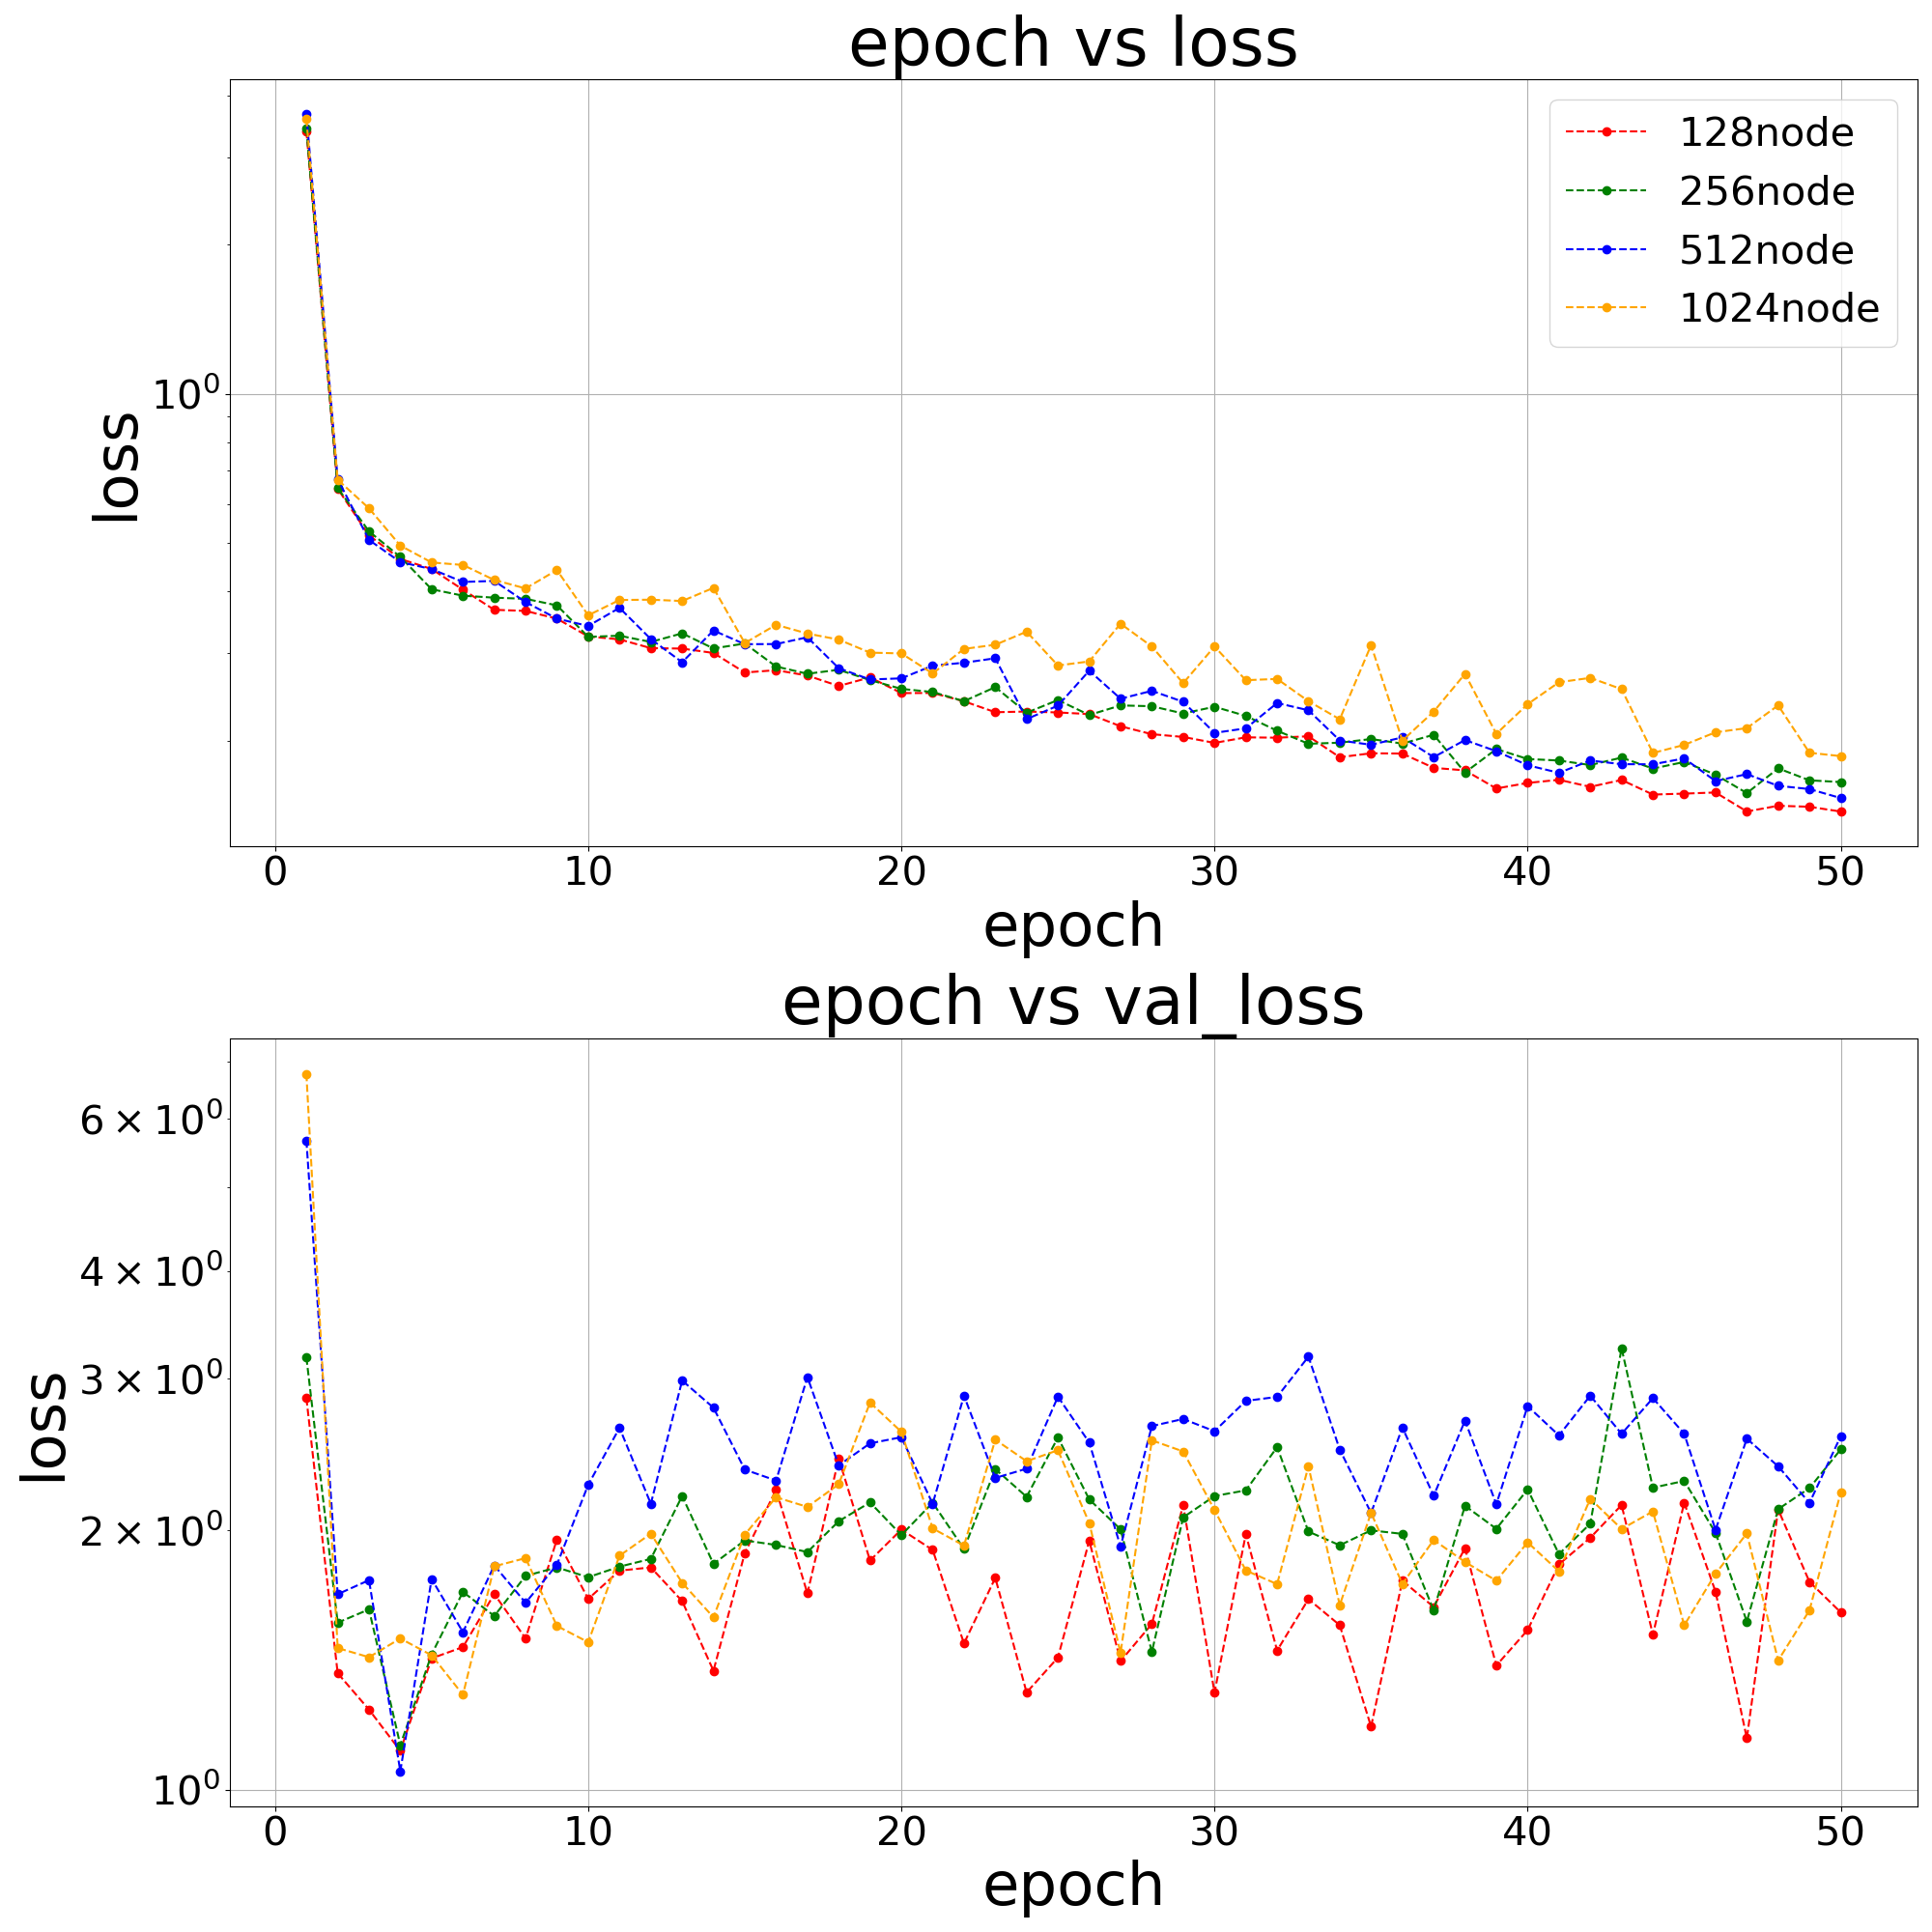 epoch vs loss
128node
256node
512node
1024node
10⁰
loss
0 10 20 30 40 50
epoch
epoch vs val_loss
6 × 10⁰
4 × 10⁰
3 × 10⁰
2 × 10⁰
10⁰
loss
0 10 20 30 40 50
epoch